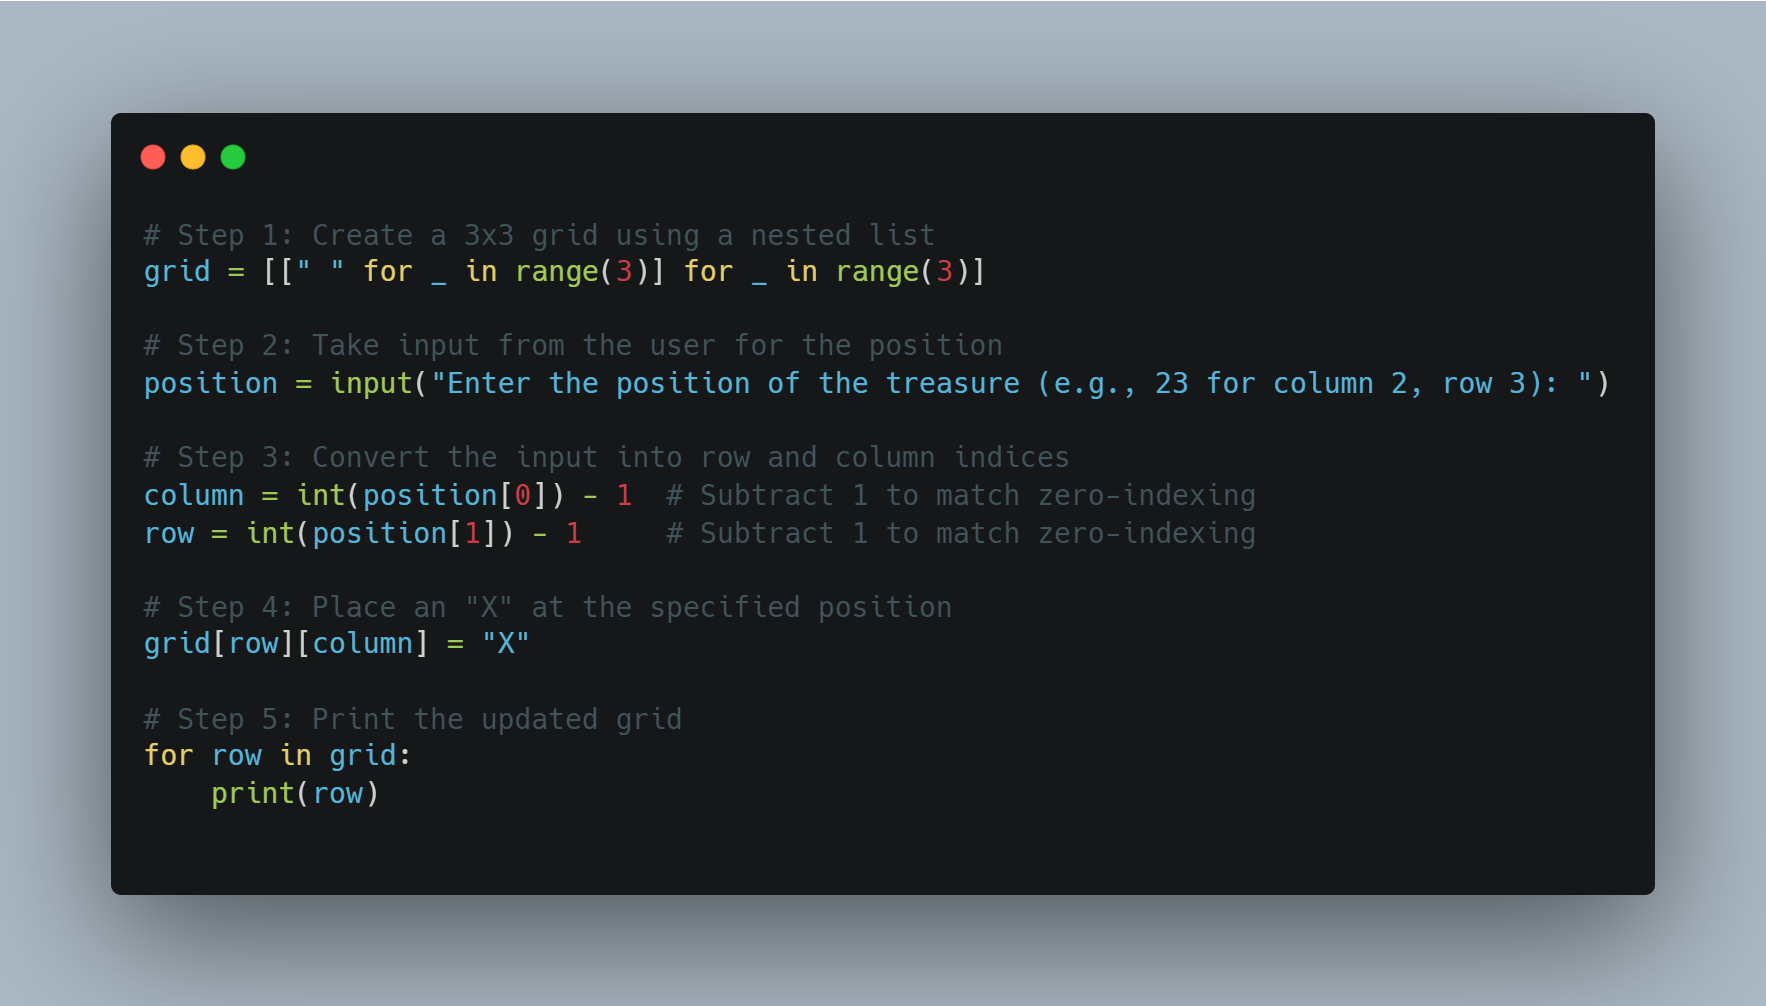 # Step 1: Create a 3x3 grid using a nested list
grid = [[" " for _ in range(3)] for _ in range(3)]

# Step 2: Take input from the user for the position
position = input("Enter the position of the treasure (e.g., 23 for column 2, row 3): ")

# Step 3: Convert the input into row and column indices
column = int(position[0]) - 1  # Subtract 1 to match zero-indexing
row = int(position[1]) - 1     # Subtract 1 to match zero-indexing

# Step 4: Place an "X" at the specified position
grid[row][column] = "X"

# Step 5: Print the updated grid
for row in grid:
    print(row)